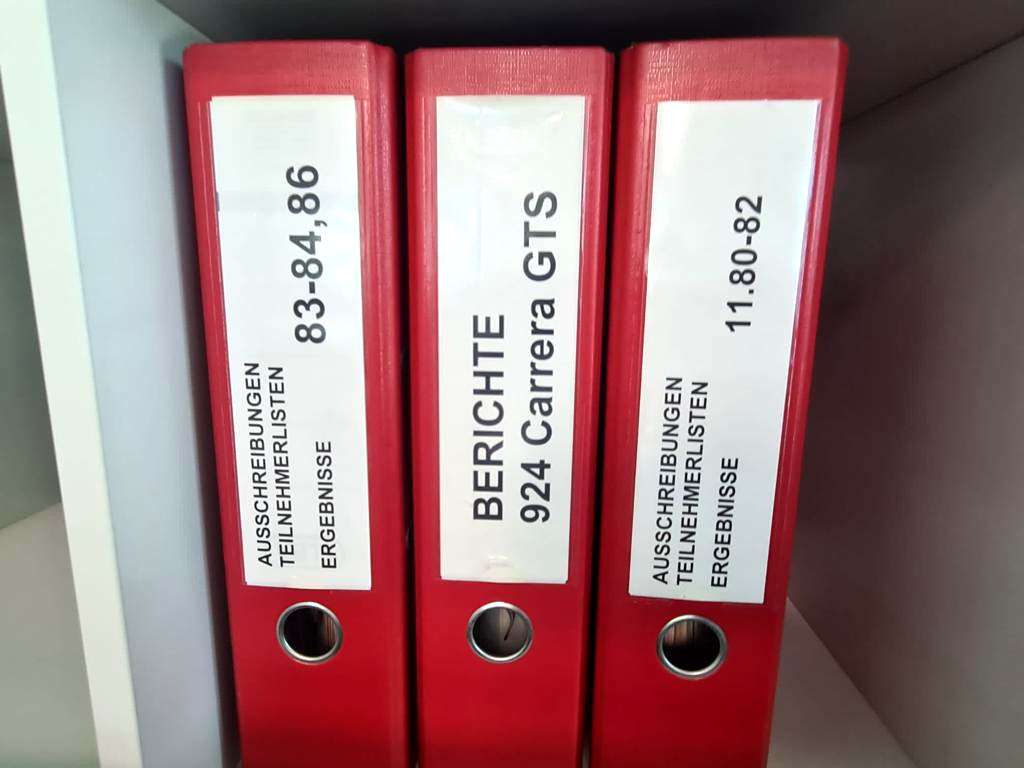 AUSSCHREIBUNGEN
TEILNEHMERLISTEN
ERGEBNISSE 83-84,86
BERICHTE
924 Carrera GTS
AUSSCHREIBUNGEN
TEILNEHMERLISTEN
ERGEBNISSE 11.80-82